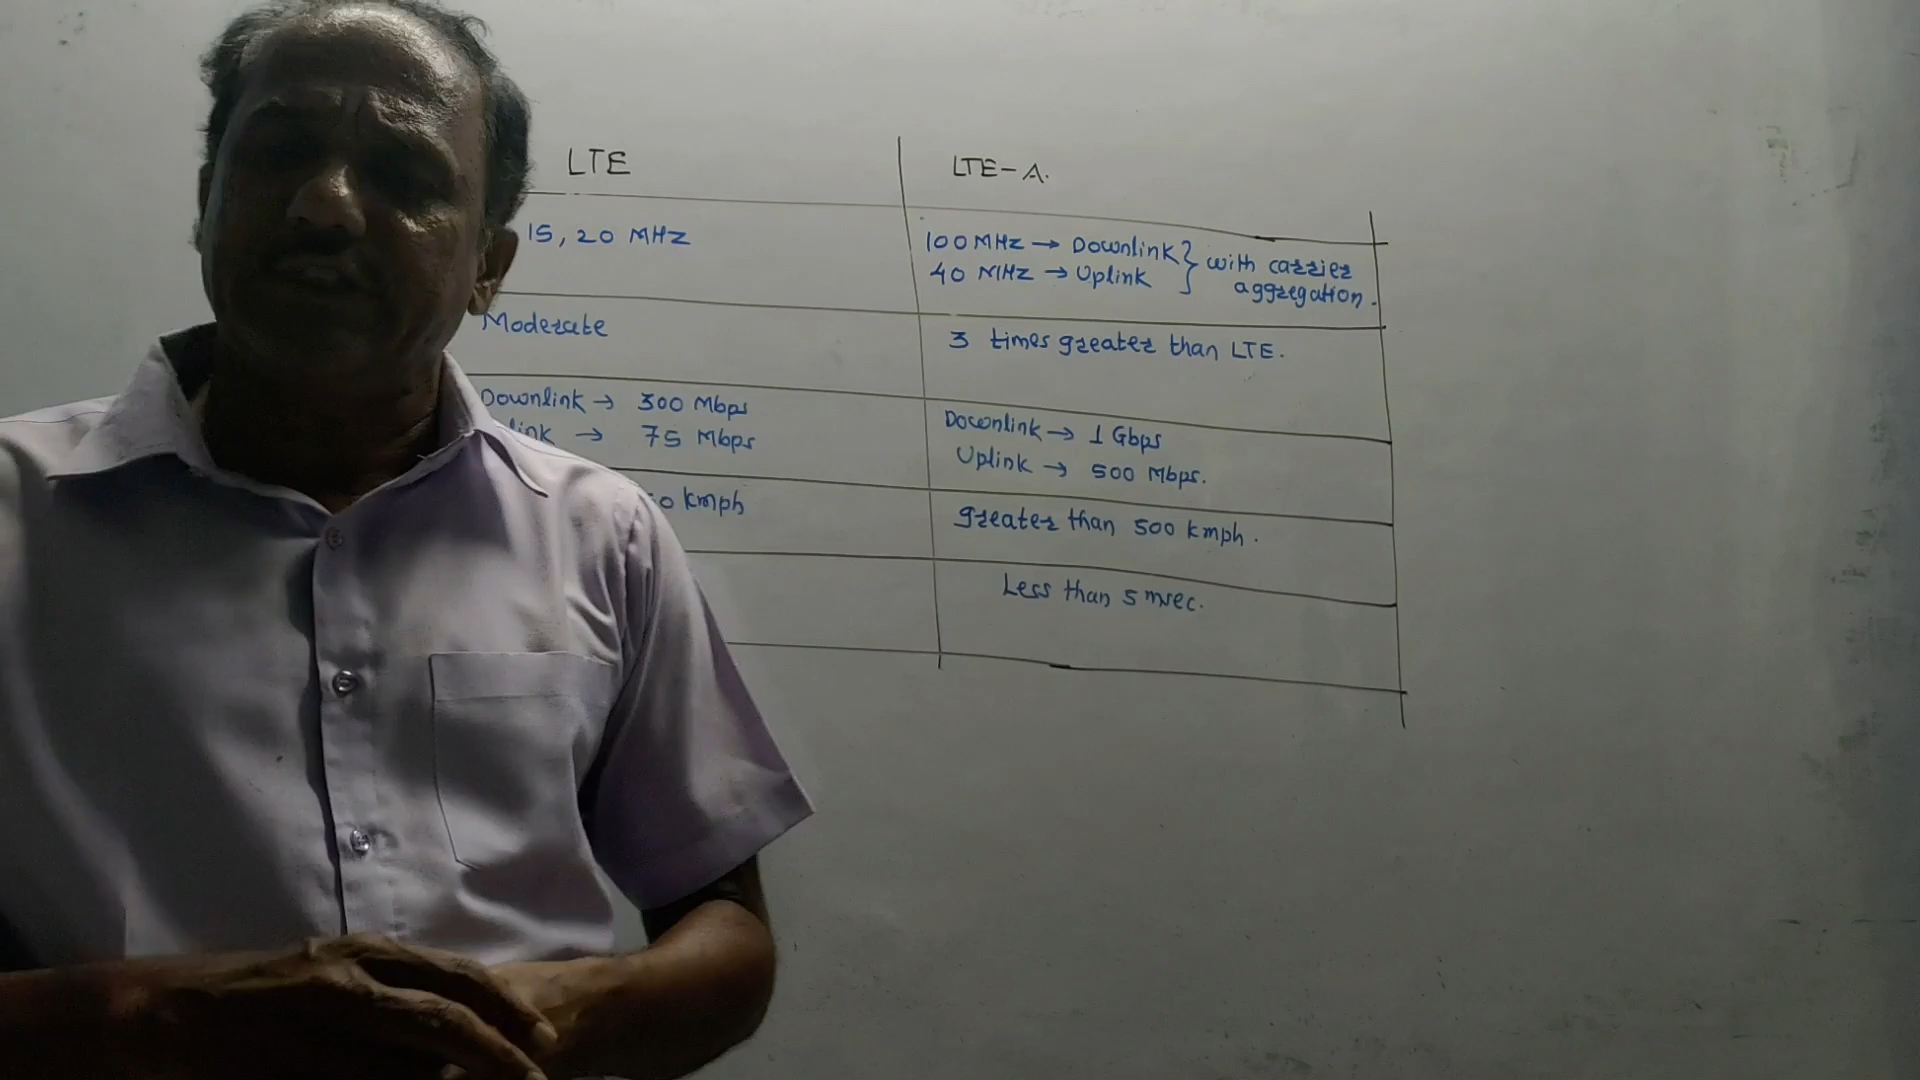 LTE
LTE-A.
15, 20 MHz
100 MHz → Downlink } with carrier
40 MHz → Uplink } aggregation.
Moderate
3 times greater than LTE.
Downlink → 300 Mbps
link → 75 Mbps
Downlink → 1 Gbps
Uplink → 500 Mbps.
0 kmph
greater than 500 kmph.
Less than 5 msec.